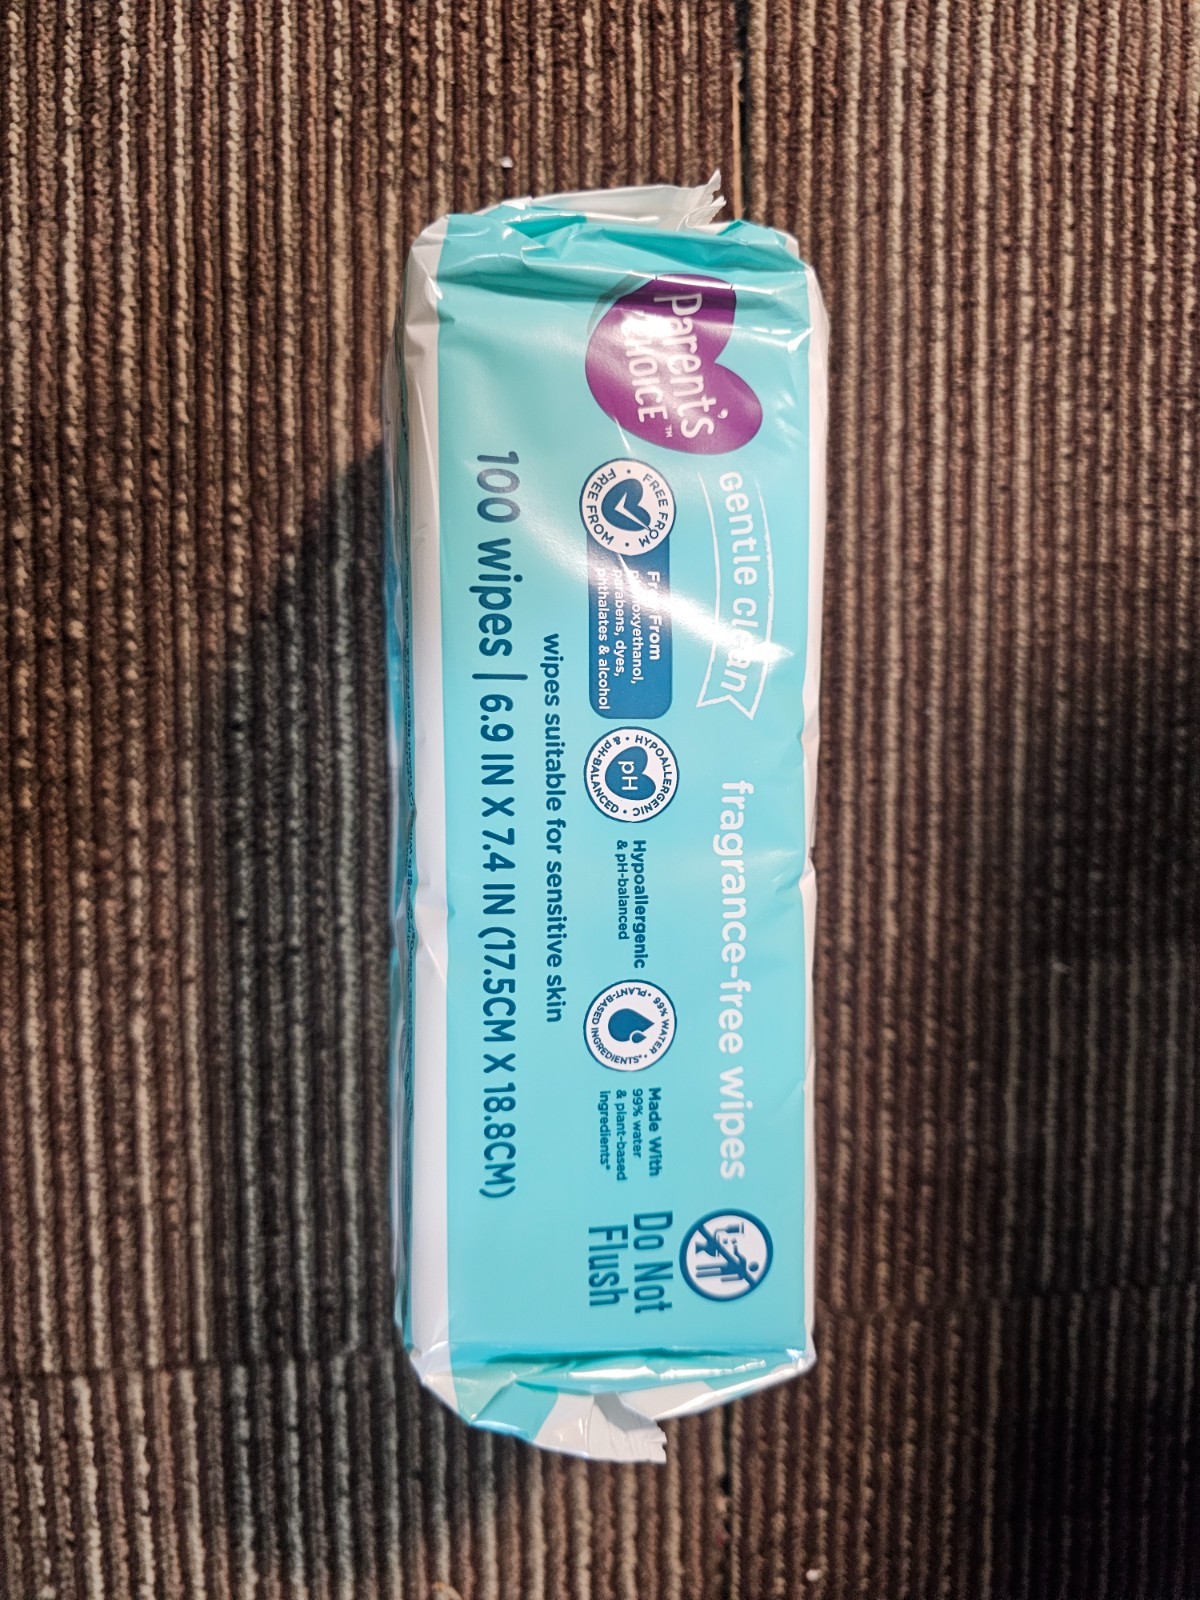 Parent's
CHOICE™
gentle clean
fragrance-free wipes
FREE FROM • FREE FROM •
Free From
phenoxyethanol,
parabens, dyes,
phthalates & alcohol
HYPOALLERGENIC • pH-BALANCED & •
pH
Hypoallergenic
& pH-balanced
99% WATER • PLANT-BASED INGREDIENTS* •
Made With
99% water
& plant-based
ingredients*
Do Not
Flush
wipes suitable for sensitive skin
100 wipes | 6.9 IN X 7.4 IN (17.5CM X 18.8CM)